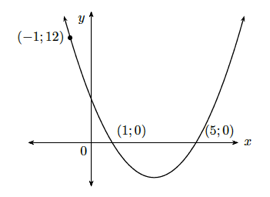 y
(−1; 12)
(1; 0)
(5; 0)
0
x